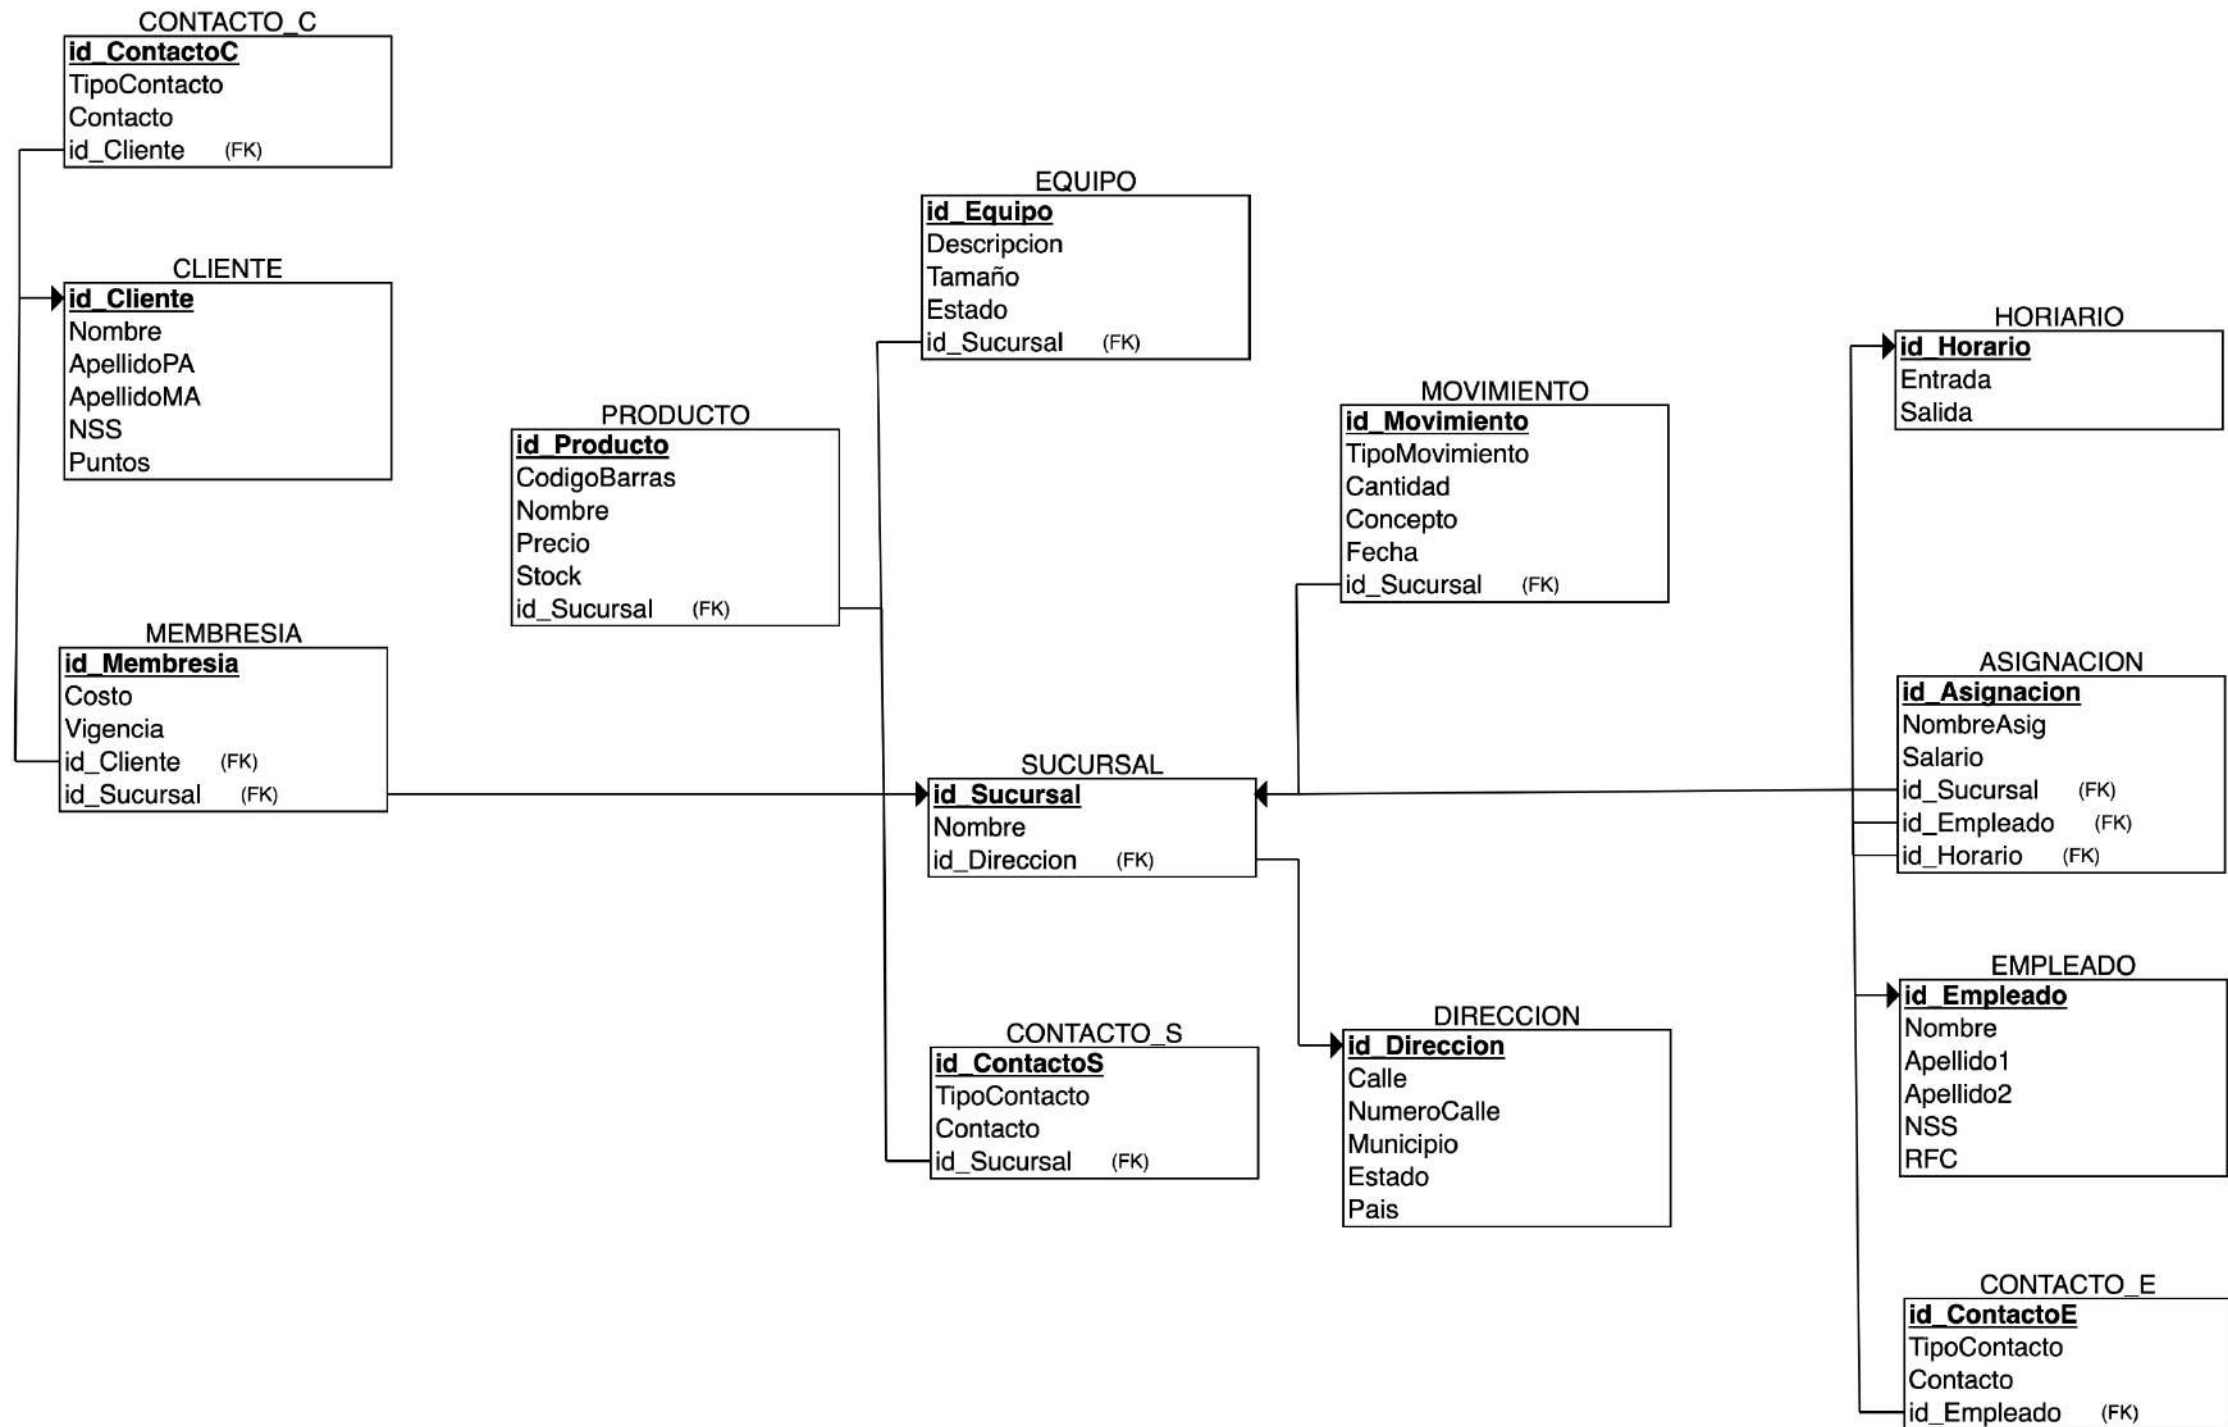 CONTACTO_C
id_ContactoC
TipoContacto
Contacto
id_Cliente (FK)
CLIENTE
id_Cliente
Nombre
ApellidoPA
ApellidoMA
NSS
Puntos
MEMBRESIA
id_Membresia
Costo
Vigencia
id_Cliente (FK)
id_Sucursal (FK)
PRODUCTO
id_Producto
CodigoBarras
Nombre
Precio
Stock
id_Sucursal (FK)
EQUIPO
id_Equipo
Descripcion
Tamaño
Estado
id_Sucursal (FK)
SUCURSAL
id_Sucursal
Nombre
id_Direccion (FK)
CONTACTO_S
id_ContactoS
TipoContacto
Contacto
id_Sucursal (FK)
MOVIMIENTO
id_Movimiento
TipoMovimiento
Cantidad
Concepto
Fecha
id_Sucursal (FK)
DIRECCION
id_Direccion
Calle
NumeroCalle
Municipio
Estado
Pais
HORIARIO
id_Horario
Entrada
Salida
ASIGNACION
id_Asignacion
NombreAsig
Salario
id_Sucursal (FK)
id_Empleado (FK)
id_Horario (FK)
EMPLEADO
id_Empleado
Nombre
Apellido1
Apellido2
NSS
RFC
CONTACTO_E
id_ContactoE
TipoContacto
Contacto
id_Empleado (FK)